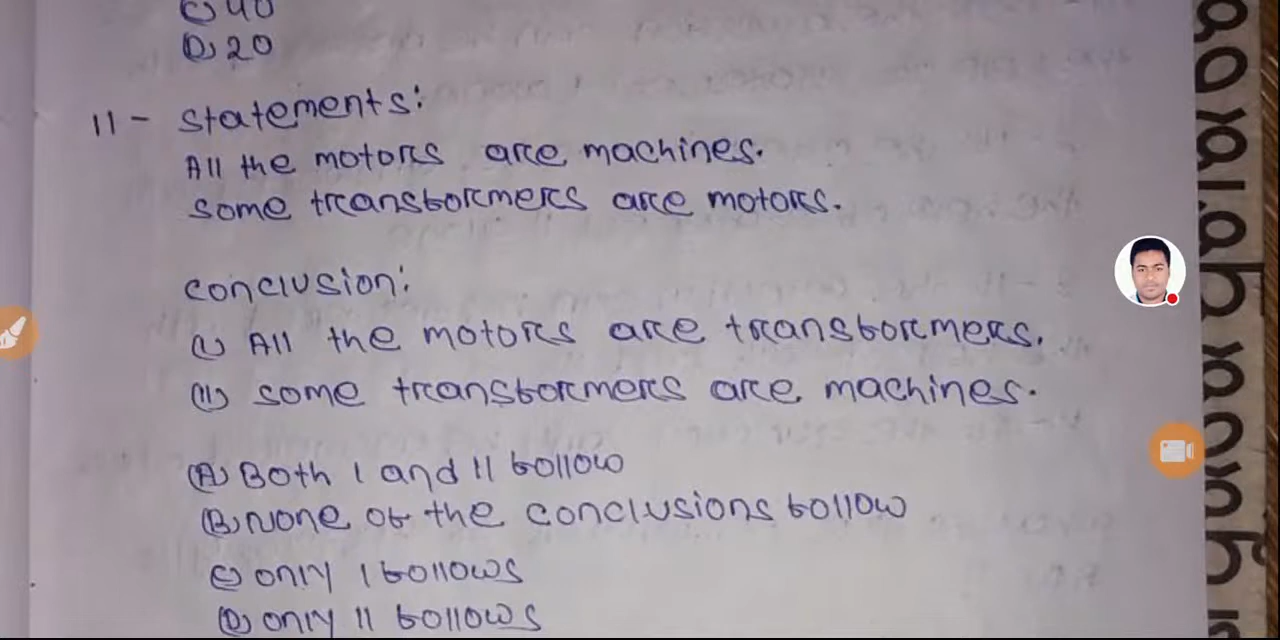 C) 40
D) 20
11 - Statements:
All the motors are machines.
Some transformers are motors.
Conclusion:
(I) All the motors are transformers.
(II) Some transformers are machines.
(A) Both I and II follow
(B) None of the conclusions follow
C) only I follows
(D) only II follows